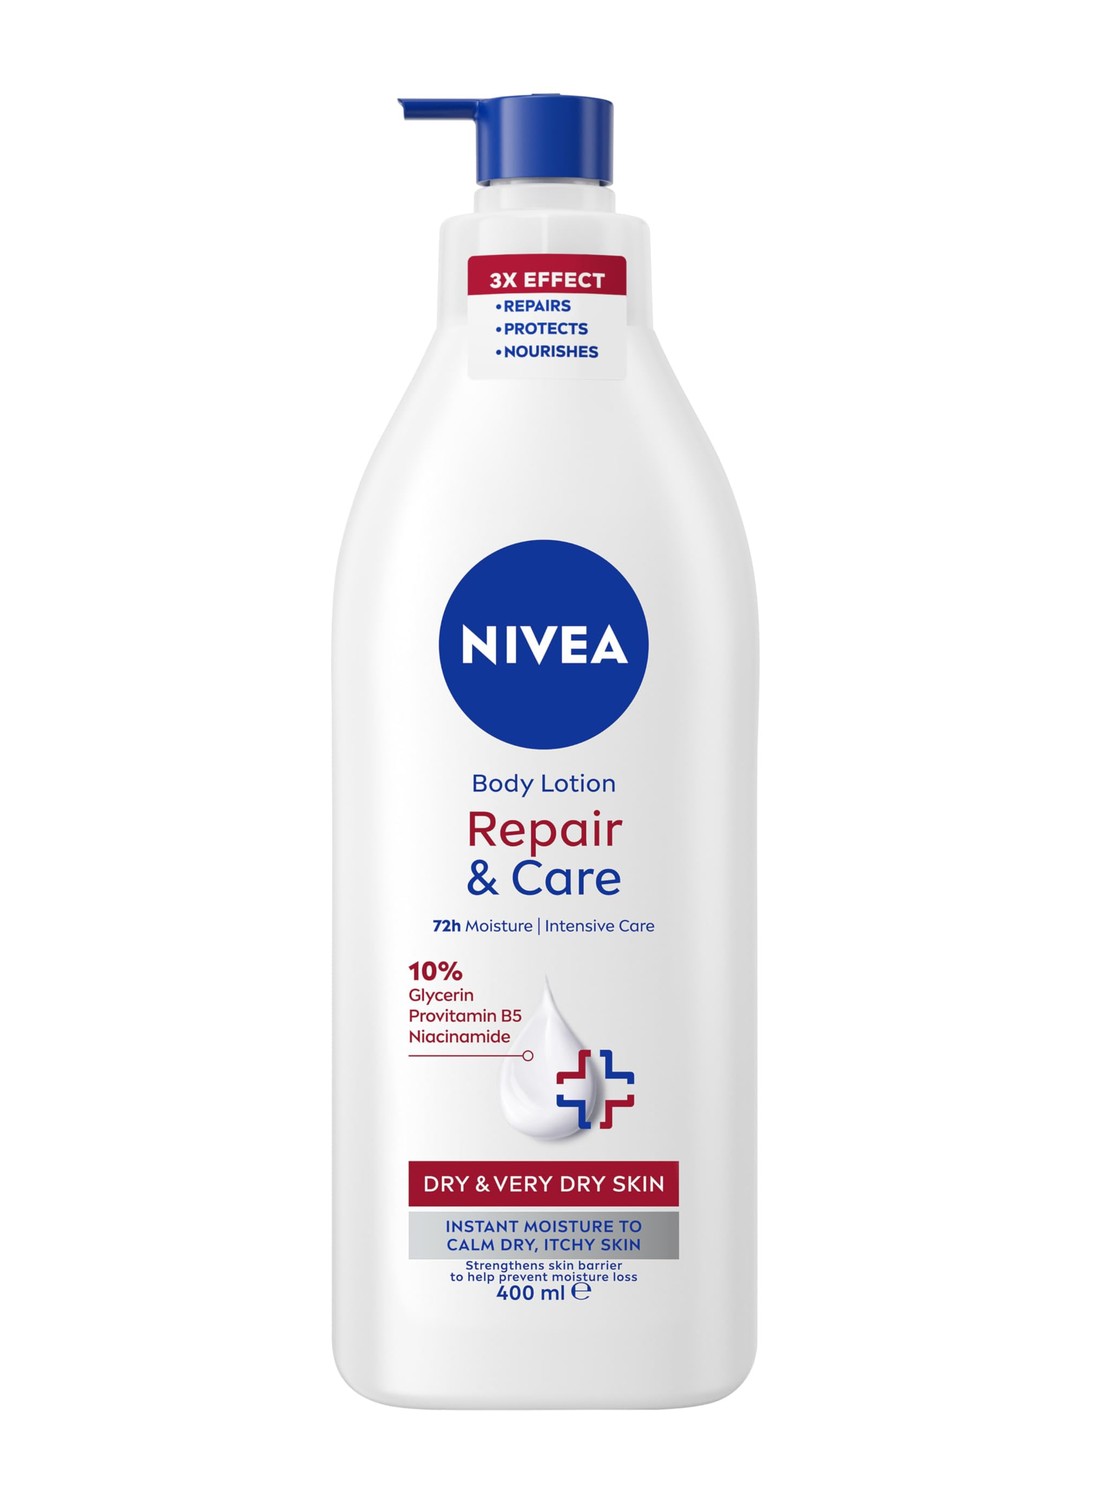 3X EFFECT
•REPAIRS
•PROTECTS
•NOURISHES
NIVEA
Body Lotion
Repair
& Care
72h Moisture | Intensive Care
10%
Glycerin
Provitamin B5
Niacinamide
DRY & VERY DRY SKIN
INSTANT MOISTURE TO
CALM DRY, ITCHY SKIN
Strengthens skin barrier
to help prevent moisture loss
400 ml ℮